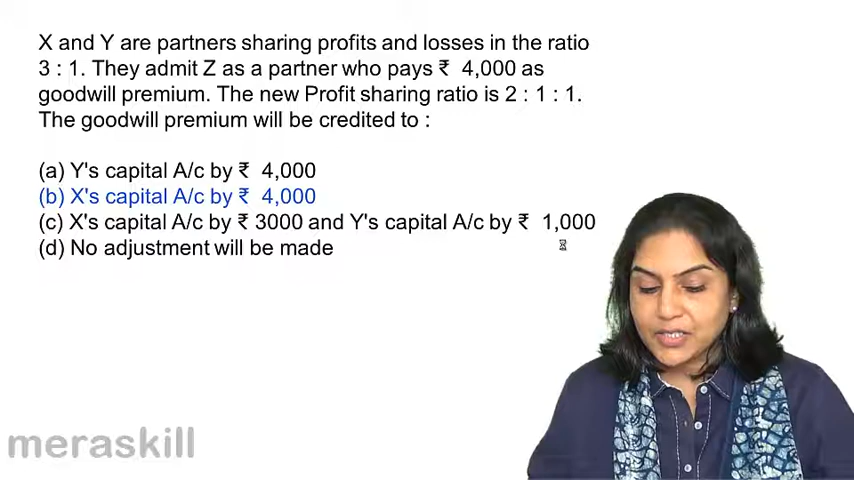 X and Y are partners sharing profits and losses in the ratio
3 : 1. They admit Z as a partner who pays ₹ 4,000 as
goodwill premium. The new Profit sharing ratio is 2 : 1 : 1.
The goodwill premium will be credited to :
(a) Y's capital A/c by ₹ 4,000
(b) X's capital A/c by ₹ 4,000
(c) X's capital A/c by ₹ 3000 and Y's capital A/c by ₹ 1,000
(d) No adjustment will be made
meraskill